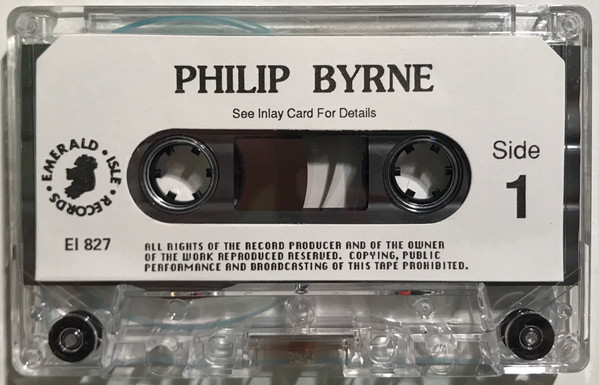 PHILIP BYRNE
See Inlay Card For Details
EMERALD • ISLE • RECORDS •
Side
1
EI 827
ALL RIGHTS OF THE RECORD PRODUCER AND OF THE OWNER
OF THE WORK REPRODUCED RESERVED. COPYING, PUBLIC
PERFORMANCE AND BROADCASTING OF THIS TAPE PROHIBITED.